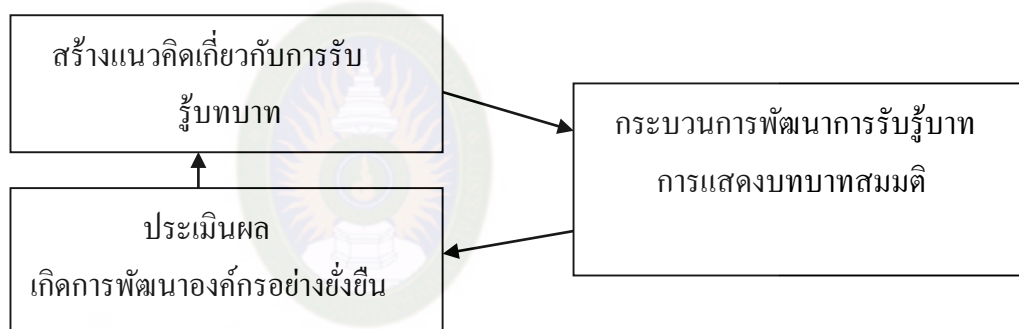 สร้างแนวคิดเกี่ยวกับการรับ
รู้บทบาท
กระบวนการพัฒนาการรับรู้บาท
การแสดงบทบาทสมมติ
ประเมินผล
เกิดการพัฒนาองค์กรอย่างยั่งยืน